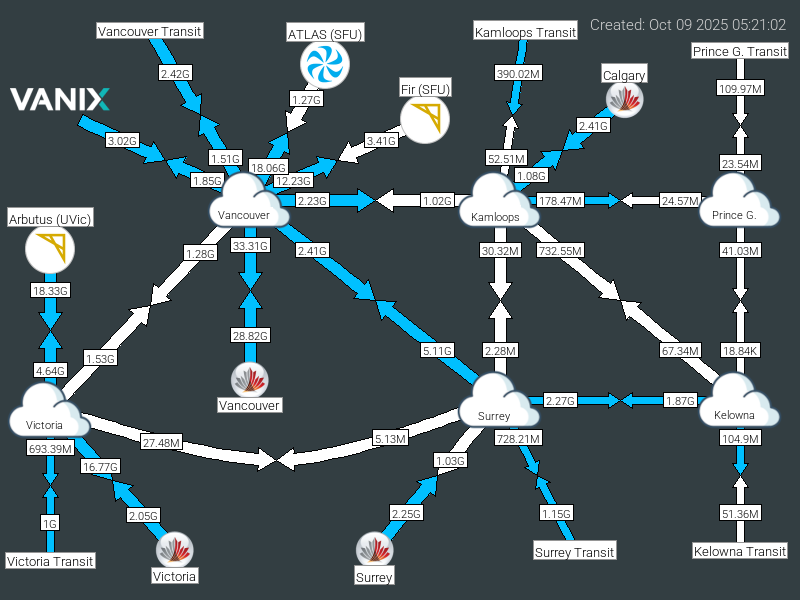 Created: Oct 09 2025 05:21:02
Vancouver Transit
ATLAS (SFU)
Kamloops Transit
Prince G. Transit
2.42G
390.02M
Calgary
109.97M
VANIX
1.27G
Fir (SFU)
2.41G
3.02G
3.41G
1.51G
18.06G
52.51M
1.08G
23.54M
1.85G
12.23G
2.23G
1.02G
178.47M
24.57M
Arbutus (UVic)
Vancouver
Kamloops
Prince G.
1.28G
33.31G
2.41G
30.32M
732.55M
41.03M
18.33G
28.82G
1.53G
5.11G
2.28M
67.34M
18.84K
4.64G
Vancouver
2.27G
1.87G
Victoria
Surrey
Kelowna
693.39M
27.48M
5.13M
728.21M
104.9M
16.77G
1.03G
1G
2.05G
2.25G
1.15G
51.36M
Victoria Transit
Victoria
Surrey
Surrey Transit
Kelowna Transit